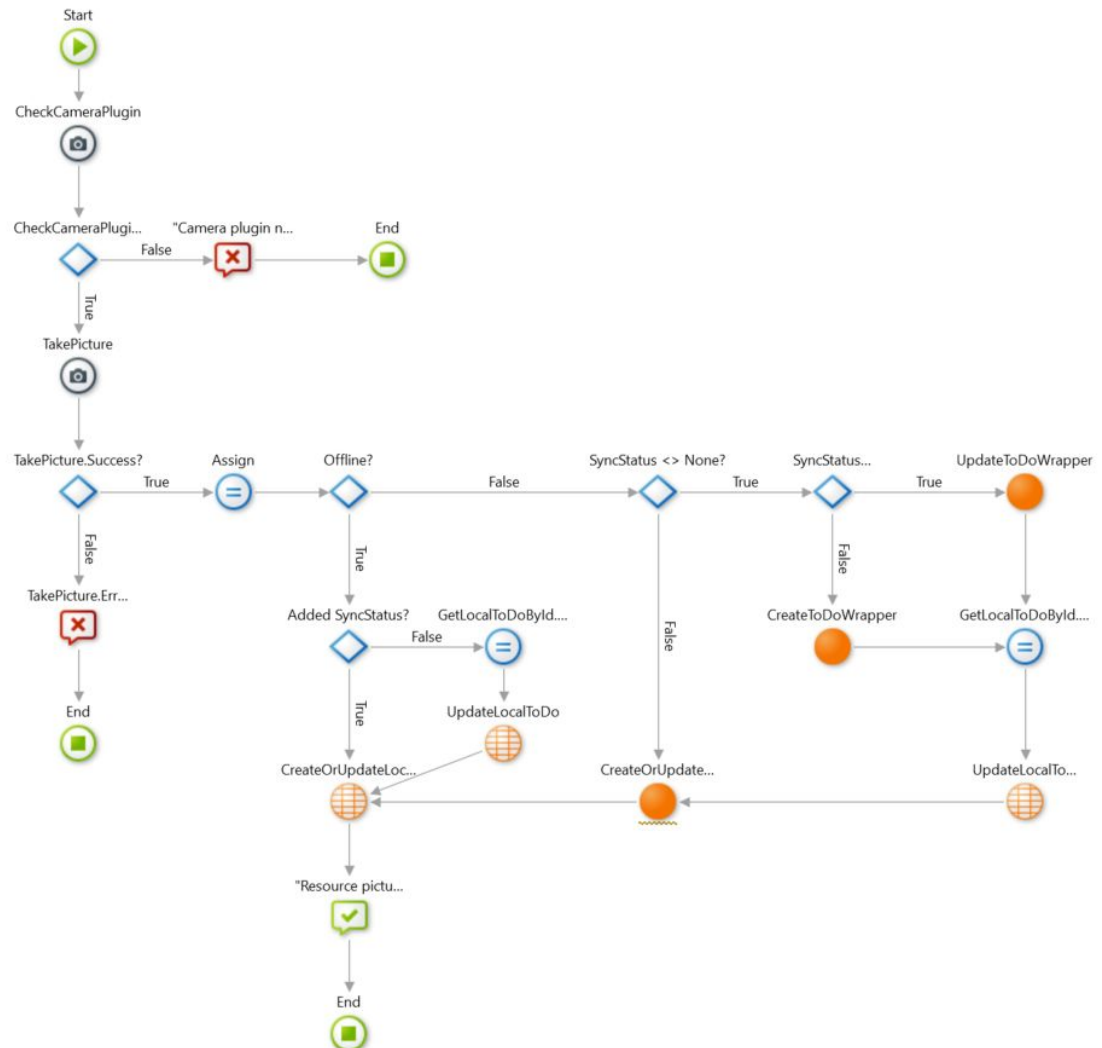 Start
CheckCameraPlugin
CheckCameraPlugi...
False
"Camera plugin n...
End
True
TakePicture
TakePicture.Success?
True
Assign
Offline?
False
SyncStatus <> None?
True
SyncStatus...
True
UpdateToDoWrapper
False
True
False
False
TakePicture.Err...
Added SyncStatus?
False
GetLocalToDoById....
CreateToDoWrapper
GetLocalToDoById....
End
True
UpdateLocalToDo
CreateOrUpdateLoc...
CreateOrUpdate...
UpdateLocalTo...
"Resource pictu...
End